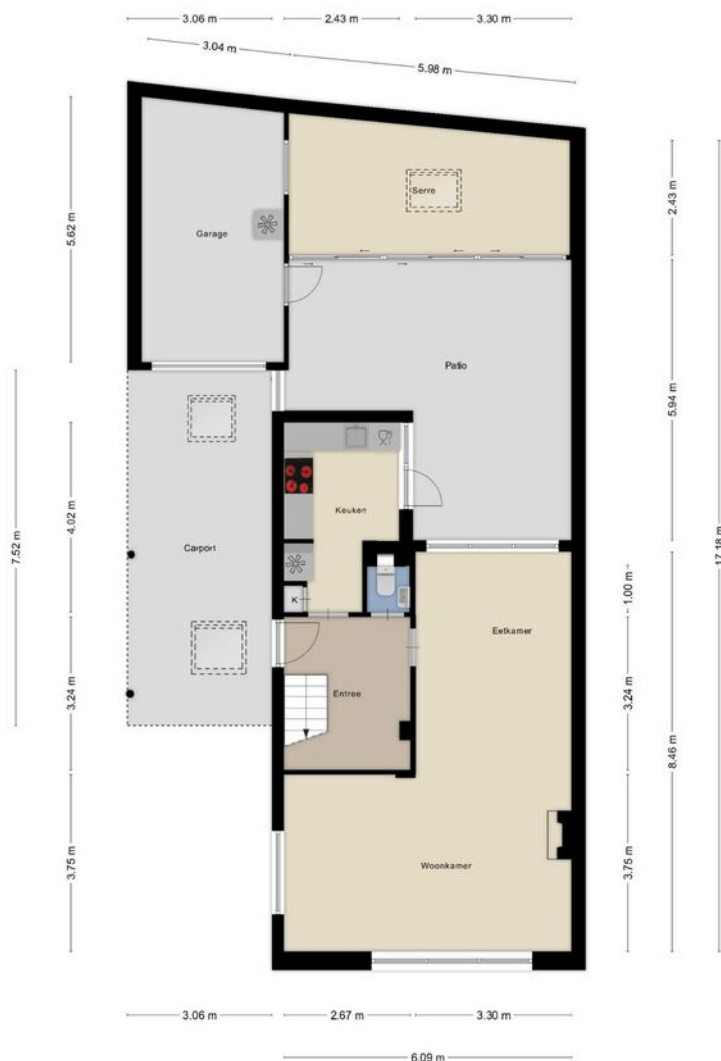 3.06 m
2.43 m
3.30 m
3.04 m
5.98 m
5.62 m
2.43 m
Serre
Garage
Patio
5.94 m
17.18 m
4.02 m
7.52 m
Keuken
Carport
K
1.00 m
Eetkamer
Entree
3.24 m
3.24 m
8.46 m
Woonkamer
3.75 m
3.75 m
3.06 m
2.67 m
3.30 m
6.09 m